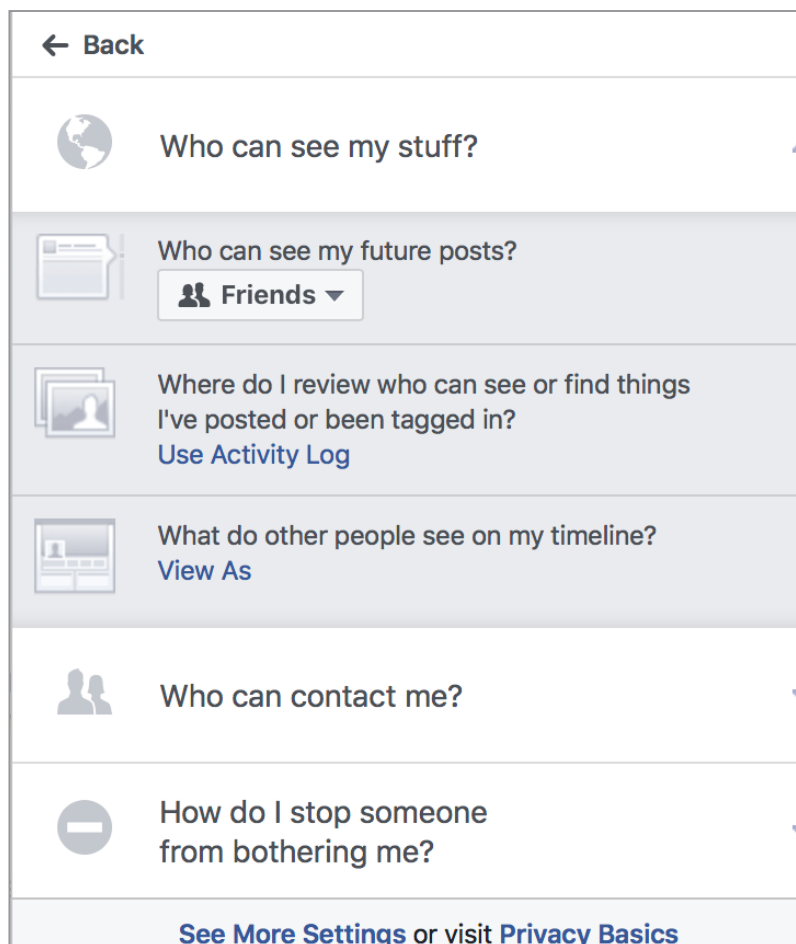 Back
Who can see my stuff?
Who can see my future posts?
Friends
Where do I review who can see or find things
I've posted or been tagged in?
Use Activity Log
What do other people see on my timeline?
View As
Who can contact me?
How do I stop someone
from bothering me?
See More Settings or visit Privacy Basics